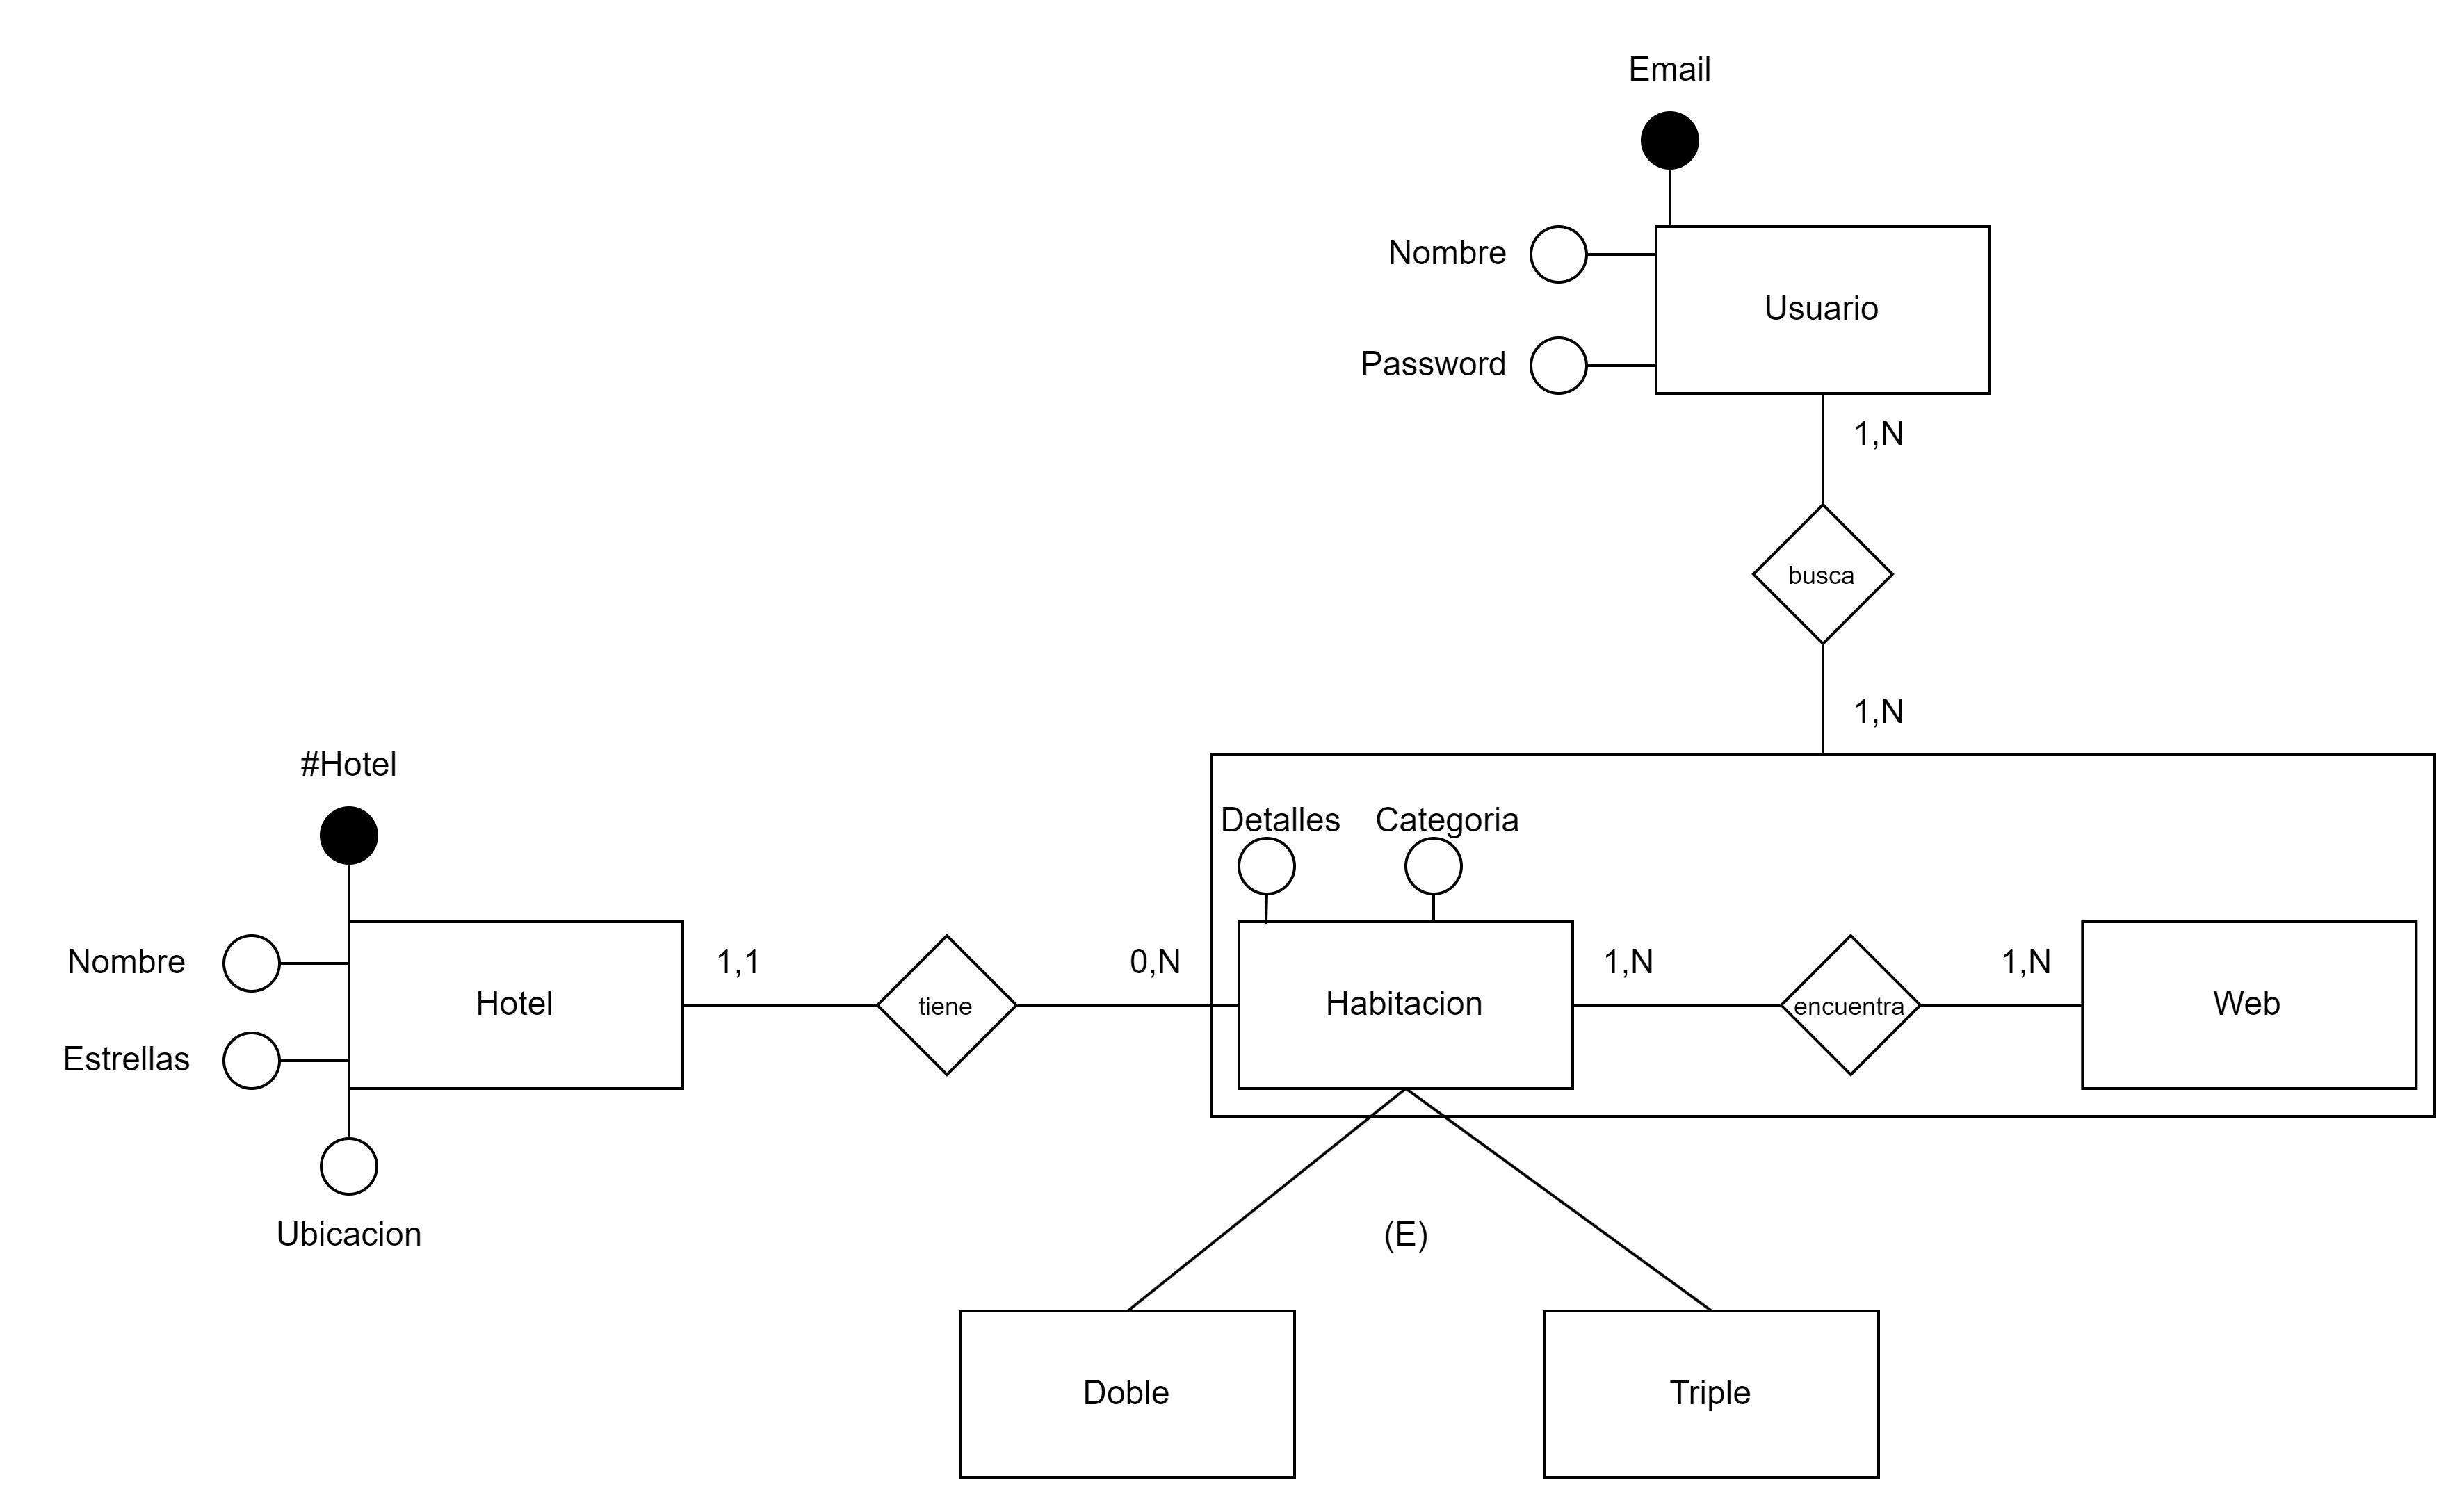 Email
Nombre
Usuario
Password
1,N
busca
1,N
#Hotel
Detalles
Categoria
Nombre
1,1
0,N
1,N
1,N
Hotel
tiene
Habitacion
encuentra
Web
Estrellas
Ubicacion
(E)
Doble
Triple